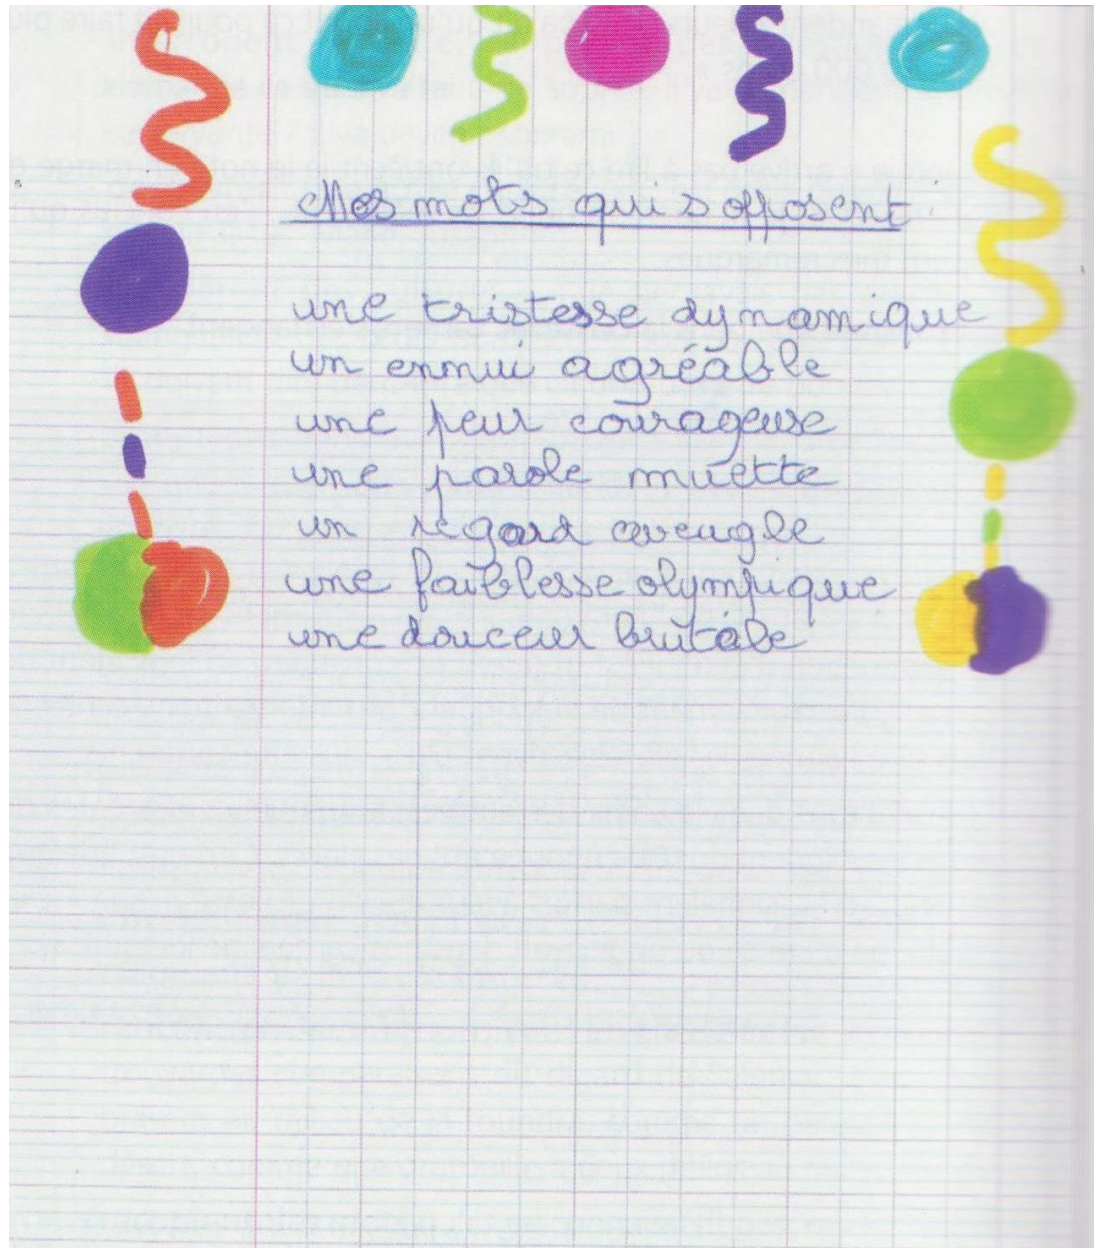 Mes mots qui s'opposent
une tristesse dynamique
un ennui agréable
une peur courageuse
une parole muette
un regard aveugle
une faiblesse olympique
une douceur brutale